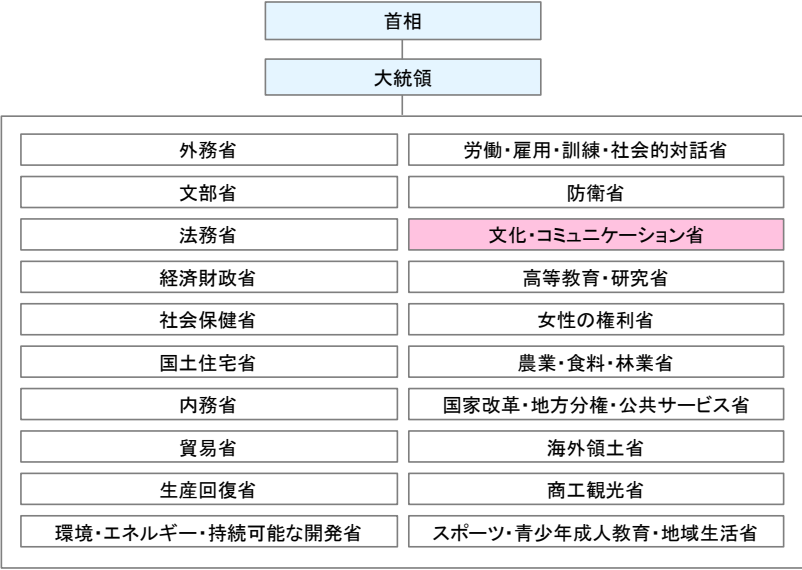 首相
大統領
外務省
労働・雇用・訓練・社会的対話省
文部省
防衛省
法務省
文化・コミュニケーション省
経済財政省
高等教育・研究省
社会保健省
女性の権利省
国土住宅省
農業・食料・林業省
内務省
国家改革・地方分権・公共サービス省
貿易省
海外領土省
生産回復省
商工観光省
環境・エネルギー・持続可能な開発省
スポーツ・青少年成人教育・地域生活省